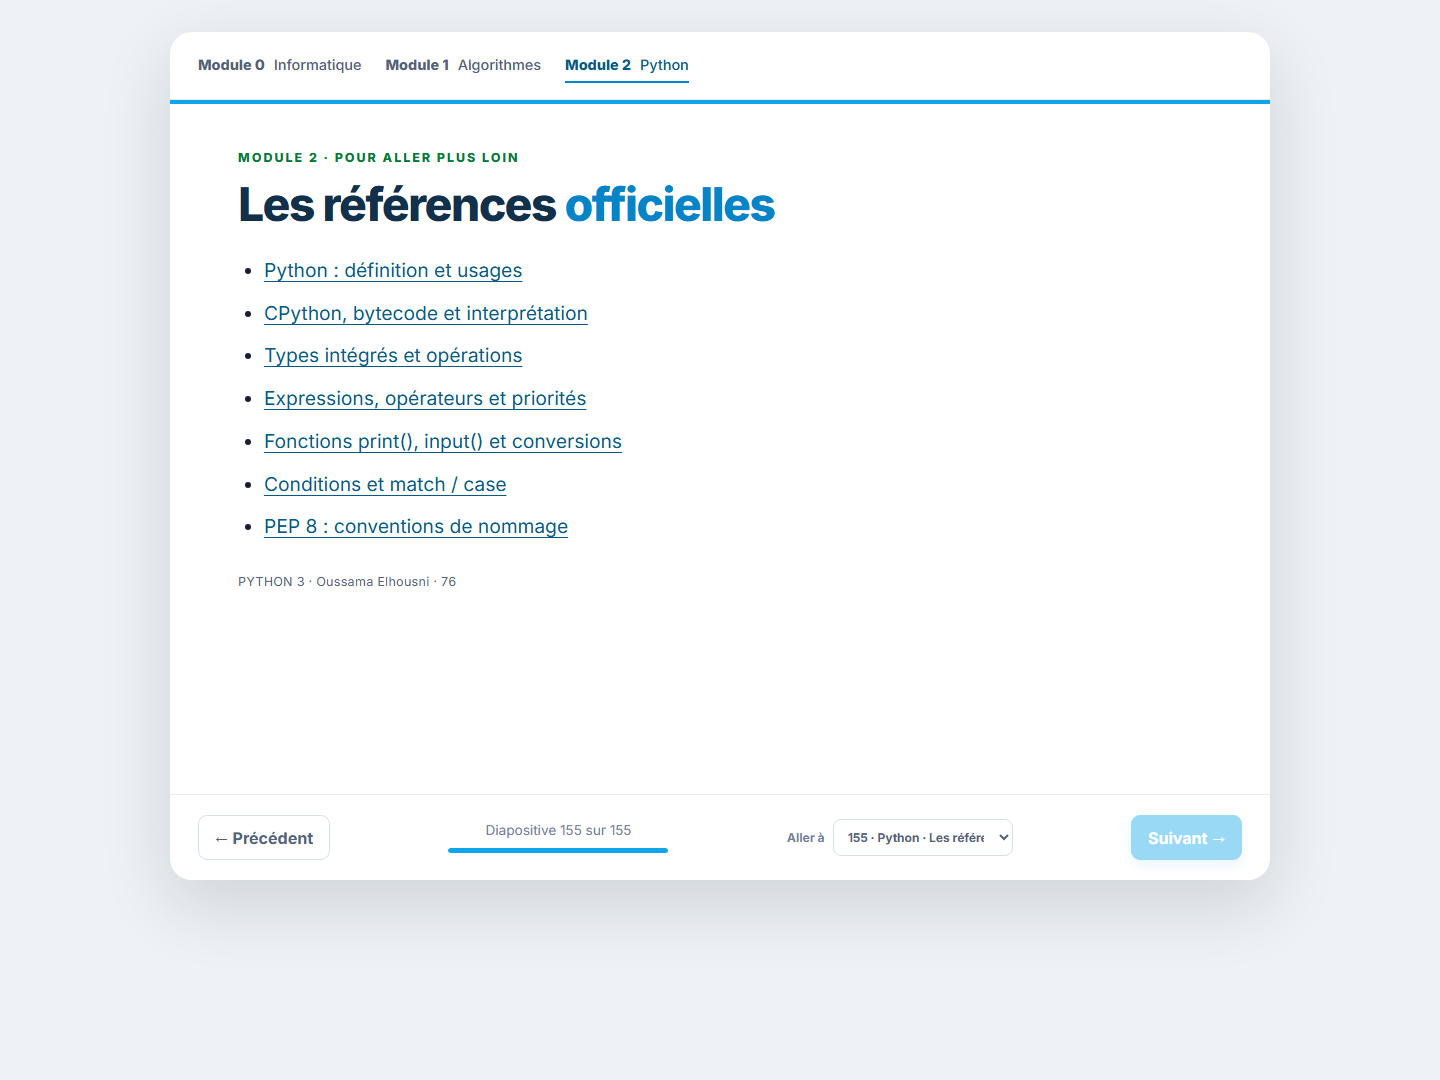 Module 0 Informatique Module 1 Algorithmes Module 2 Python
MODULE 2 · POUR ALLER PLUS LOIN
Les références officielles
• Python : définition et usages
• CPython, bytecode et interprétation
• Types intégrés et opérations
• Expressions, opérateurs et priorités
• Fonctions print(), input() et conversions
• Conditions et match / case
• PEP 8 : conventions de nommage
PYTHON 3 · Oussama Elhousni · 76
← Précédent
Diapositive 155 sur 155
Aller à 155 · Python · Les référe
Suivant →